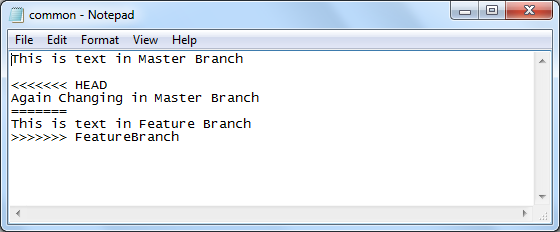 common - Notepad
File Edit Format View Help
This is text in Master Branch

<<<<<<< HEAD
Again Changing in Master Branch
=======
This is text in Feature Branch
>>>>>>> FeatureBranch